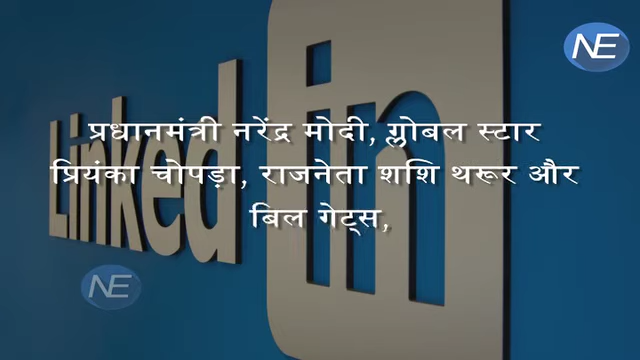 NE
Linkedin
प्रधानमंत्री नरेंद्र मोदी, ग्लोबल स्टार
प्रियंका चोपड़ा, राजनेता शशि थरूर और
बिल गेट्स,
NE